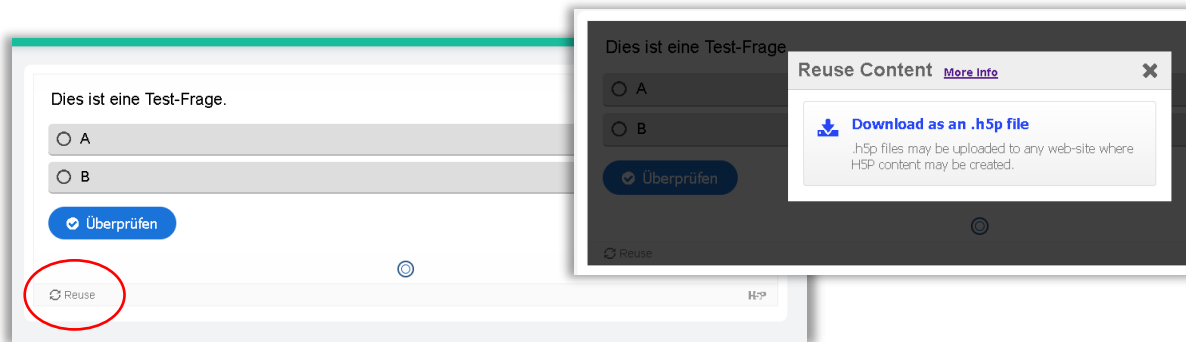 Dies ist eine Test-Frage.
A
B
Überprüfen
Reuse
H5P
Dies ist eine Test-Frage
A
B
Überprüfen
Reuse
Reuse Content More Info
Download as an .h5p file
.h5p files may be uploaded to any web-site where
H5P content may be created.